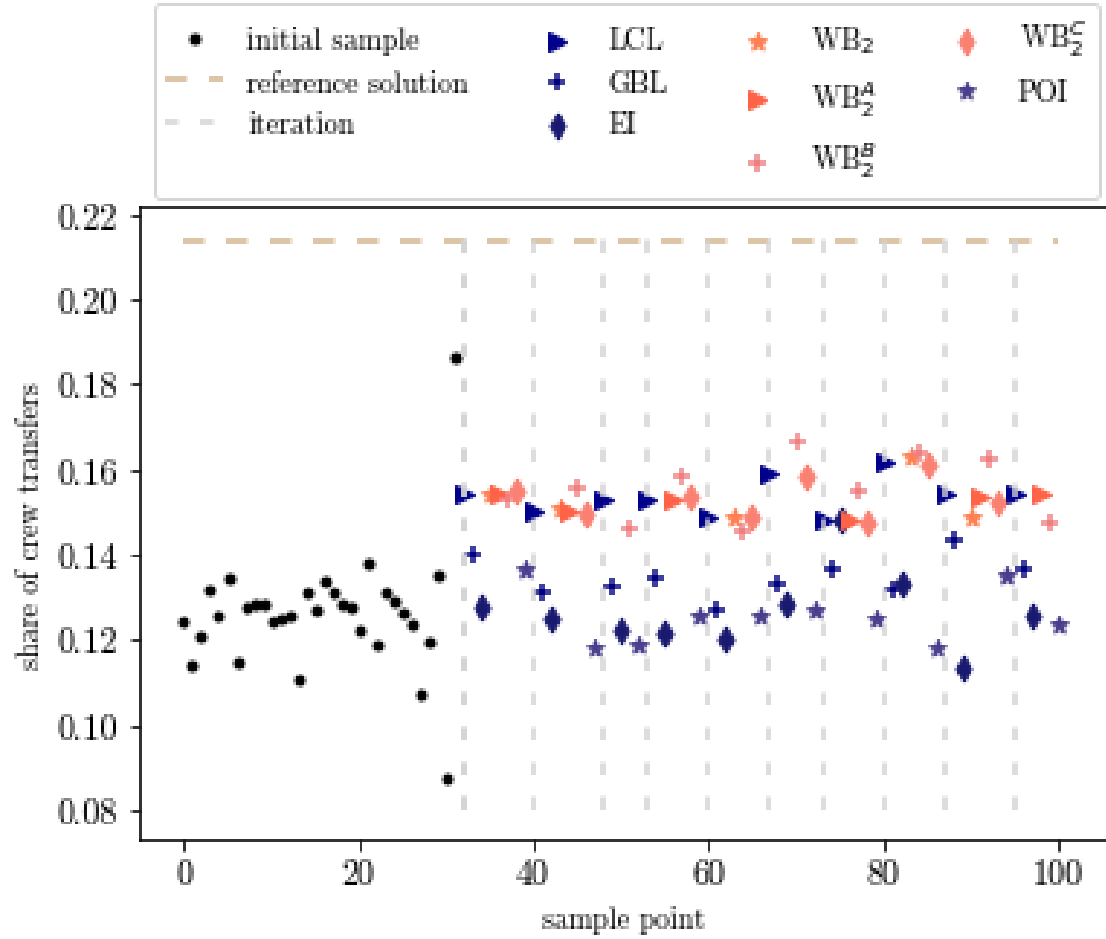 initial sample
reference solution
iteration
LCL
GBL
EI
WB₂
WB₂ᴬ
WB₂ᴮ
WB₂ᶜ
POI
0.22
0.20
0.18
0.16
0.14
0.12
0.10
0.08
share of crew transfers
0 20 40 60 80 100
sample point